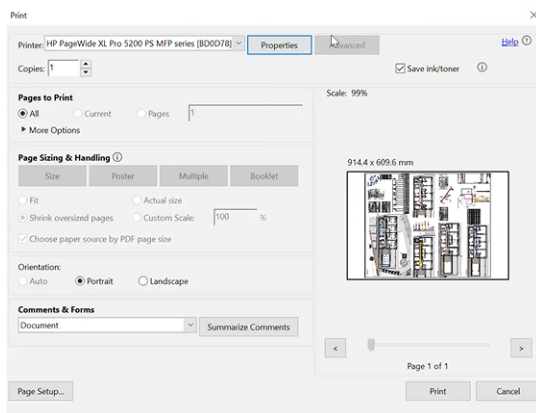 Print
Printer: HP PageWide XL Pro 5200 PS MFP series [BD0D78] Properties Advanced Help
Copies: 1 Save ink/toner
Pages to Print
All Current Pages 1
More Options
Scale: 99%
Page Sizing & Handling
Size Poster Multiple Booklet
Fit Actual size
Shrink oversized pages Custom Scale: 100 %
Choose paper source by PDF page size
914.4 x 609.6 mm
Orientation:
Auto Portrait Landscape
Comments & Forms
Document Summarize Comments
< >
Page 1 of 1
Page Setup... Print Cancel